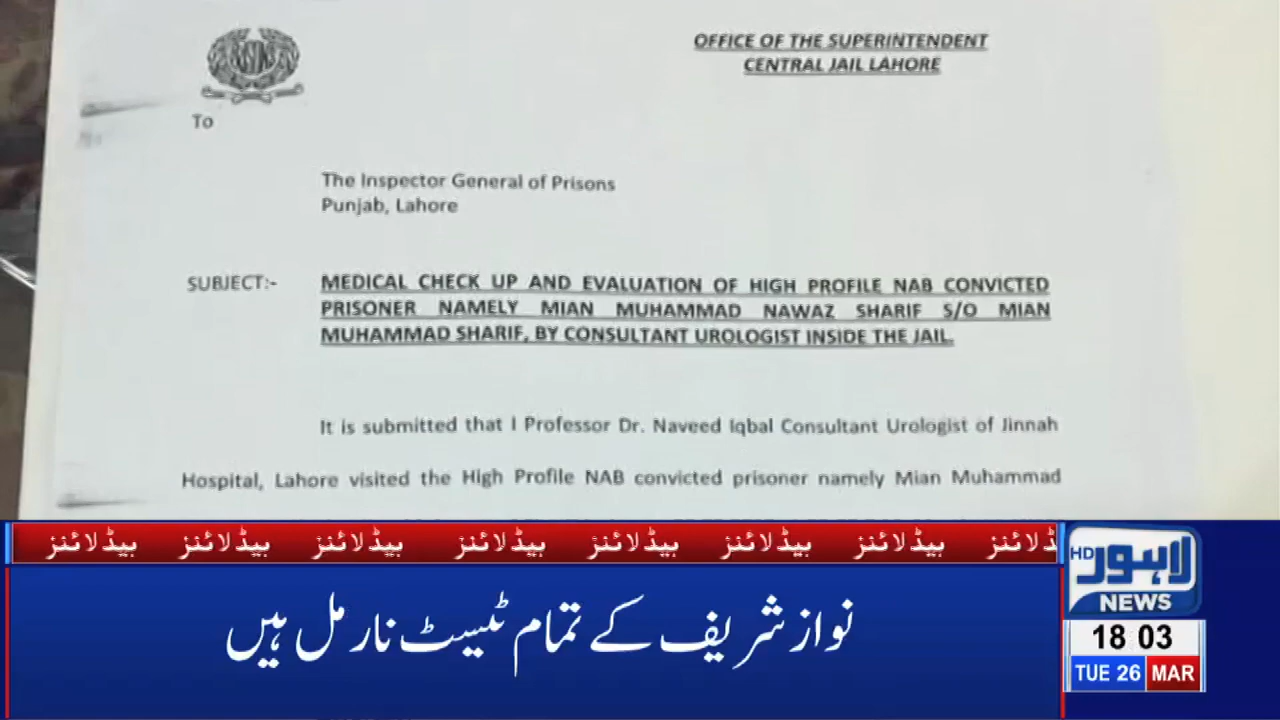 OFFICE OF THE SUPERINTENDENT
CENTRAL JAIL LAHORE
To
The Inspector General of Prisons
Punjab, Lahore
SUBJECT:- MEDICAL CHECK UP AND EVALUATION OF HIGH PROFILE NAB CONVICTED
PRISONER NAMELY MIAN MUHAMMAD NAWAZ SHARIF S/O MIAN
MUHAMMAD SHARIF, BY CONSULTANT UROLOGIST INSIDE THE JAIL.
It is submitted that I Professor Dr. Naveed Iqbal Consultant Urologist of Jinnah
Hospital, Lahore visited the High Profile NAB convicted prisoner namely Mian Muhammad
ہیڈلائنز ہیڈلائنز ہیڈلائنز ہیڈلائنز ہیڈلائنز ہیڈلائنز ہیڈلائنز
نواز شریف کے تمام ٹیسٹ نارمل ہیں
HD لاہور
NEWS
18 03
TUE 26 MAR